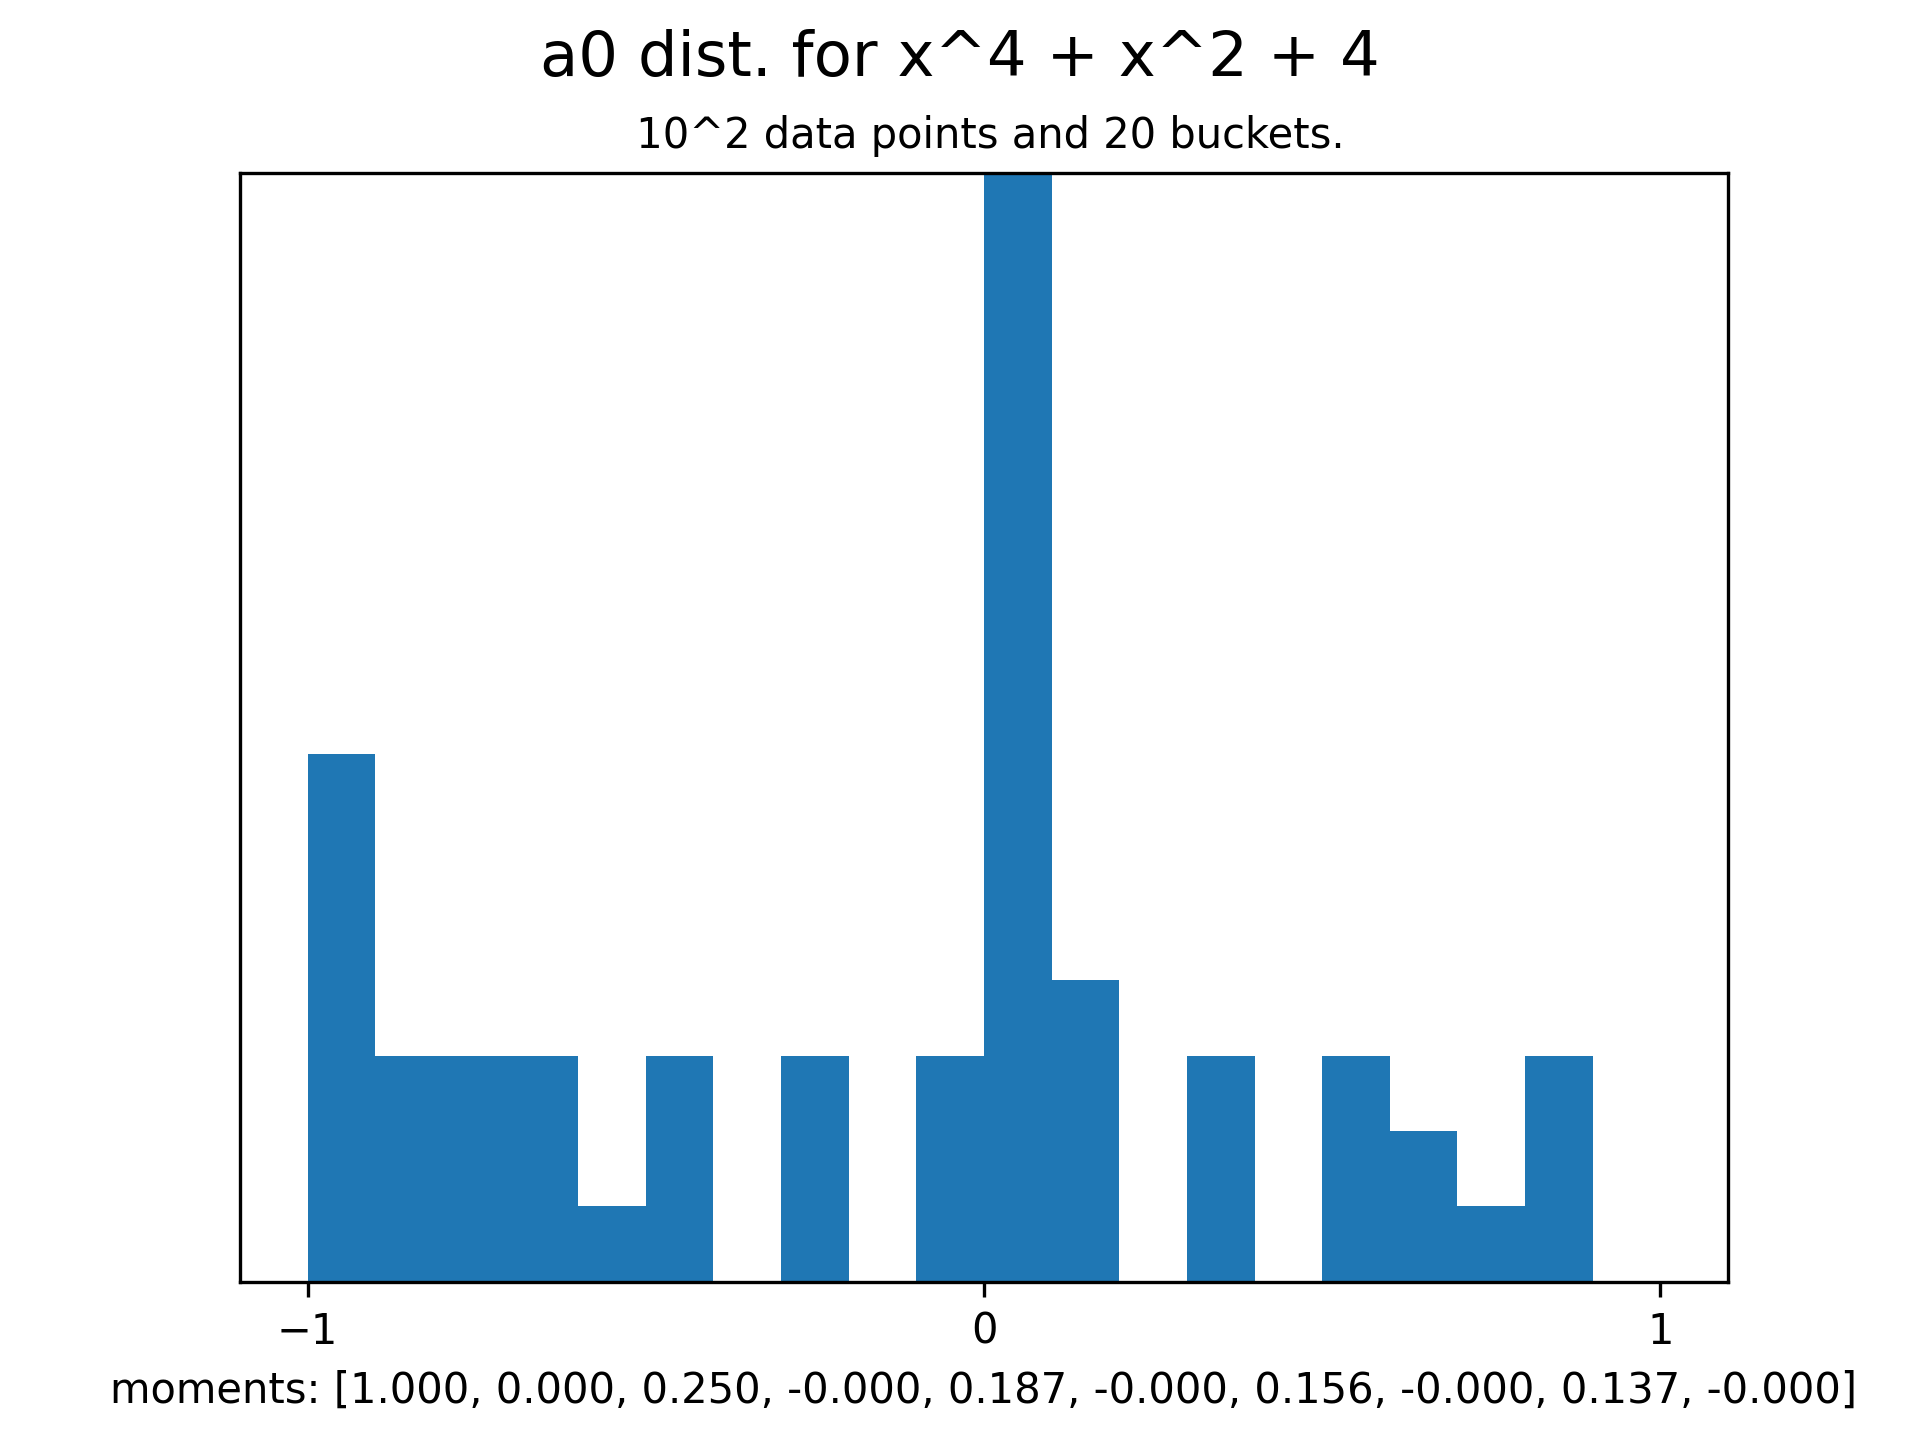 a0 dist. for x^4 + x^2 + 4
10^2 data points and 20 buckets.
−1 0 1
moments: [1.000, 0.000, 0.250, -0.000, 0.187, -0.000, 0.156, -0.000, 0.137, -0.000]